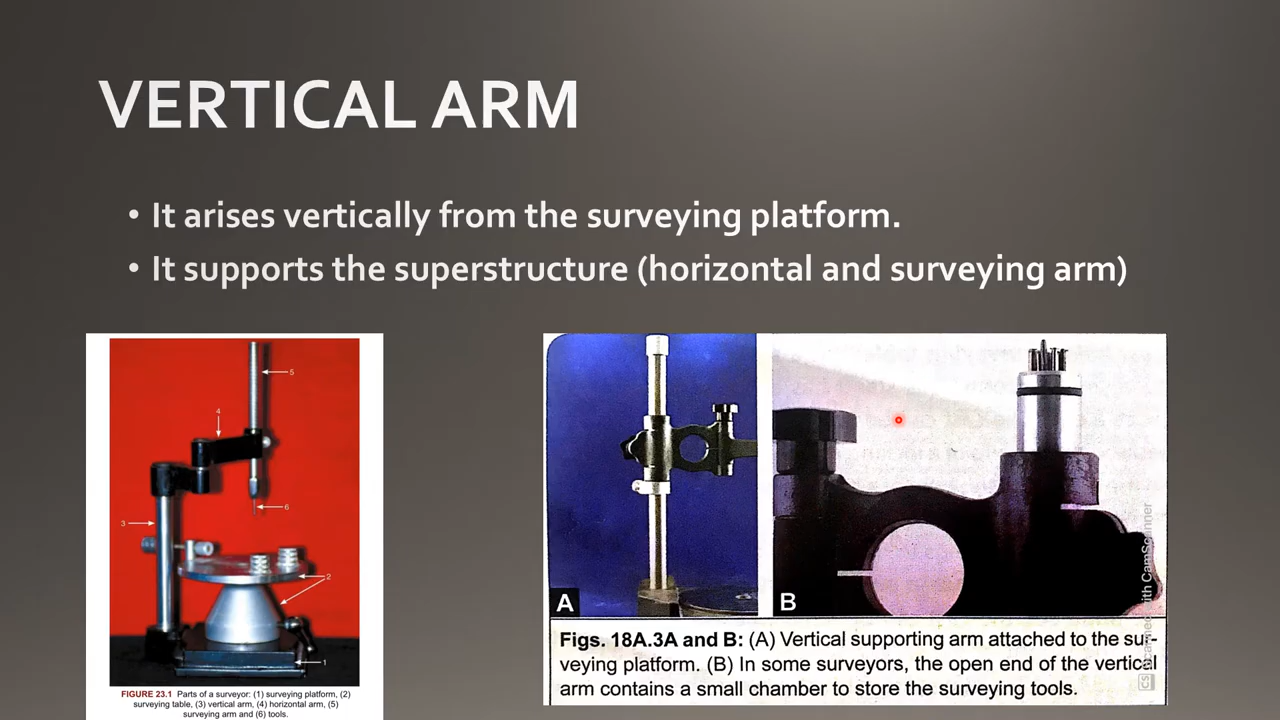 VERTICAL ARM
• It arises vertically from the surveying platform.
• It supports the superstructure (horizontal and surveying arm)
5
4
6
3
2
1
FIGURE 23.1 Parts of a surveyor: (1) surveying platform, (2)
surveying table, (3) vertical arm, (4) horizontal arm, (5)
surveying arm and (6) tools.
A
B
Figs. 18A.3A and B: (A) Vertical supporting arm attached to the sur-
veying platform. (B) In some surveyors, the open end of the vertical
arm contains a small chamber to store the surveying tools.
CS
with CamScanner